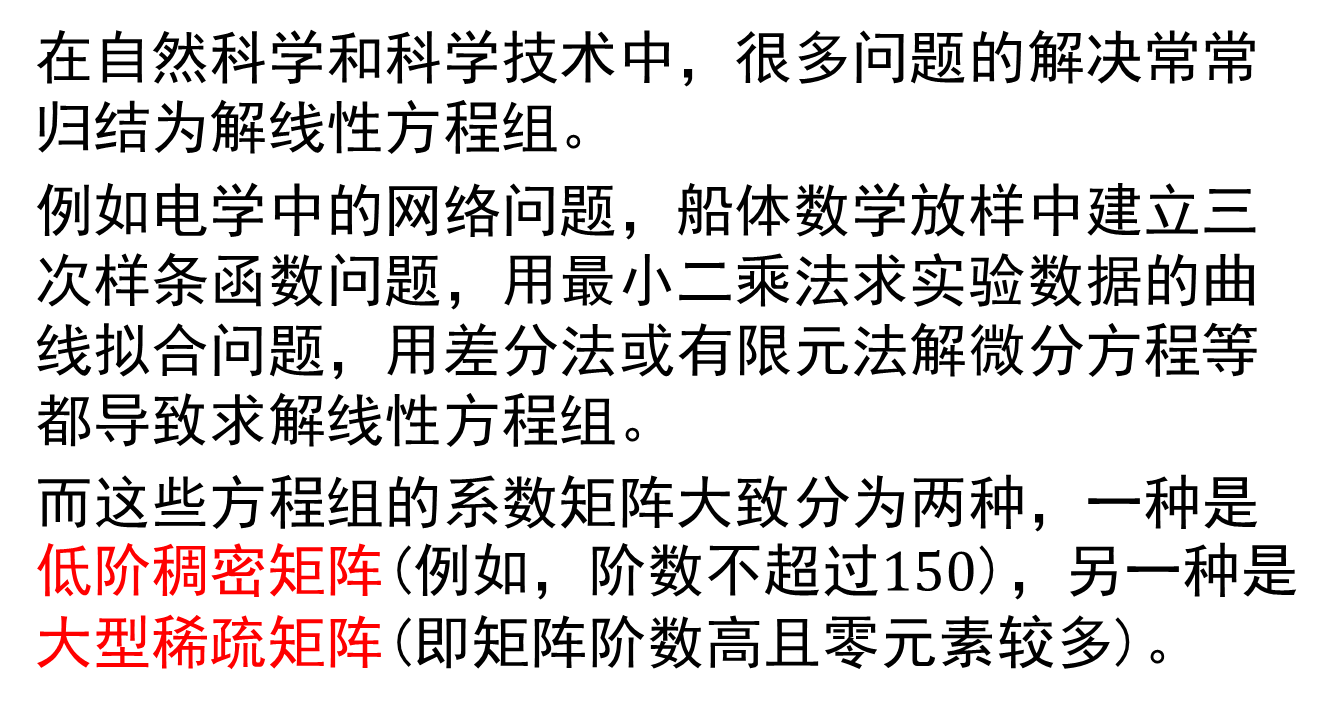 在自然科学和科学技术中，很多问题的解决常常
归结为解线性方程组。
例如电学中的网络问题，船体数学放样中建立三
次样条函数问题，用最小二乘法求实验数据的曲
线拟合问题，用差分法或有限元法解微分方程等
都导致求解线性方程组。
而这些方程组的系数矩阵大致分为两种，一种是
低阶稠密矩阵(例如，阶数不超过150)，另一种是
大型稀疏矩阵(即矩阵阶数高且零元素较多)。